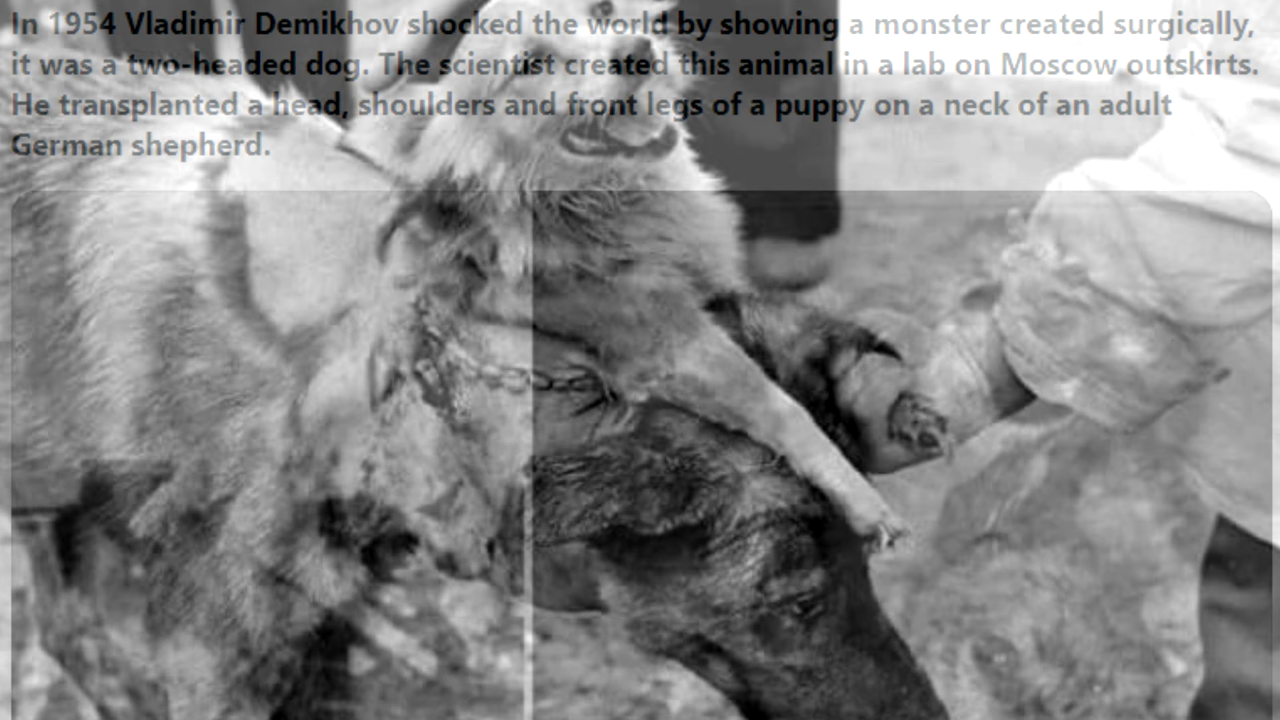 In 1954 Vladimir Demikhov shocked the world by showing a monster created surgically,
it was a two-headed dog. The scientist created this animal in a lab on Moscow outskirts.
He transplanted a head, shoulders and front legs of a puppy on a neck of an adult
German shepherd.